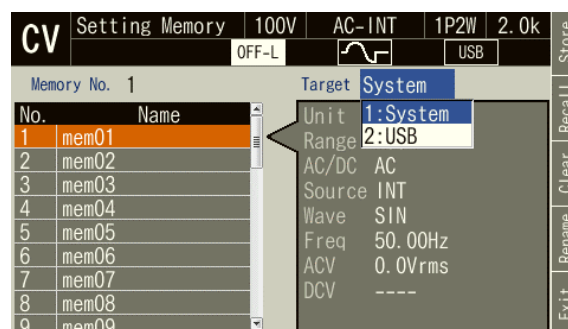 CV Setting Memory 100V AC-INT 1P2W 2.0k
OFF-L USB
Memory No. 1 Target System
No. Name
1 mem01
2 mem02
3 mem03
4 mem04
5 mem05
6 mem06
7 mem07
8 mem08
9 mem09
1:System
2:USB
Unit
Range
AC/DC AC
Source INT
Wave SIN
Freq 50.00Hz
ACV 0.0Vrms
DCV ----
Store
Recall
Clear
Rename
Exit